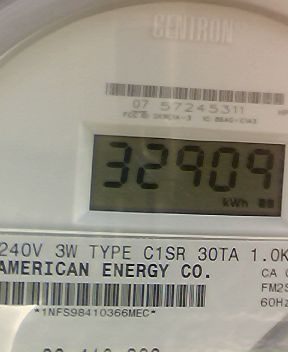 CENTRON
07 57245311
32909
kWh
240V 3W TYPE C1SR 30TA 1.0K
AMERICAN ENERGY CO.
CA
FM2S
60Hz
*1NFS98410366MEC*